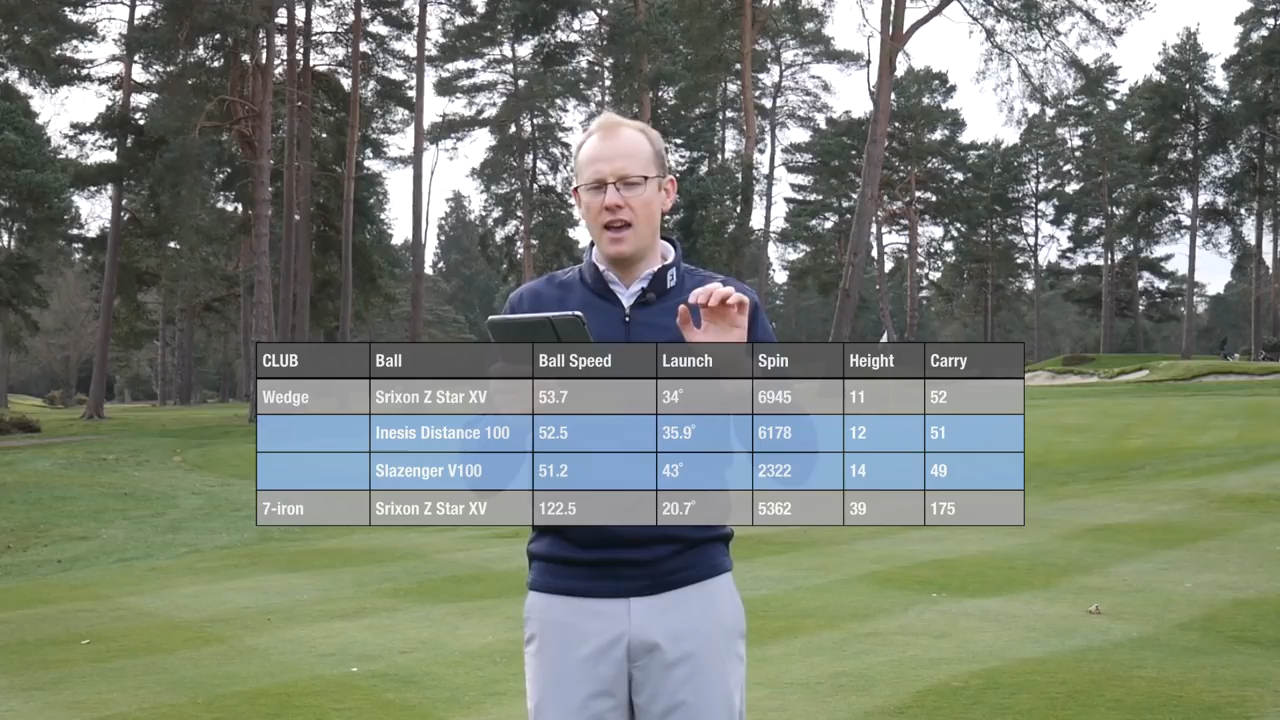 CLUB Ball Ball Speed Launch Spin Height Carry
Wedge Srixon Z Star XV 53.7 34° 6945 11 52
Inesis Distance 100 52.5 35.9° 6178 12 51
Slazenger V100 51.2 43° 2322 14 49
7-iron Srixon Z Star XV 122.5 20.7° 5362 39 175